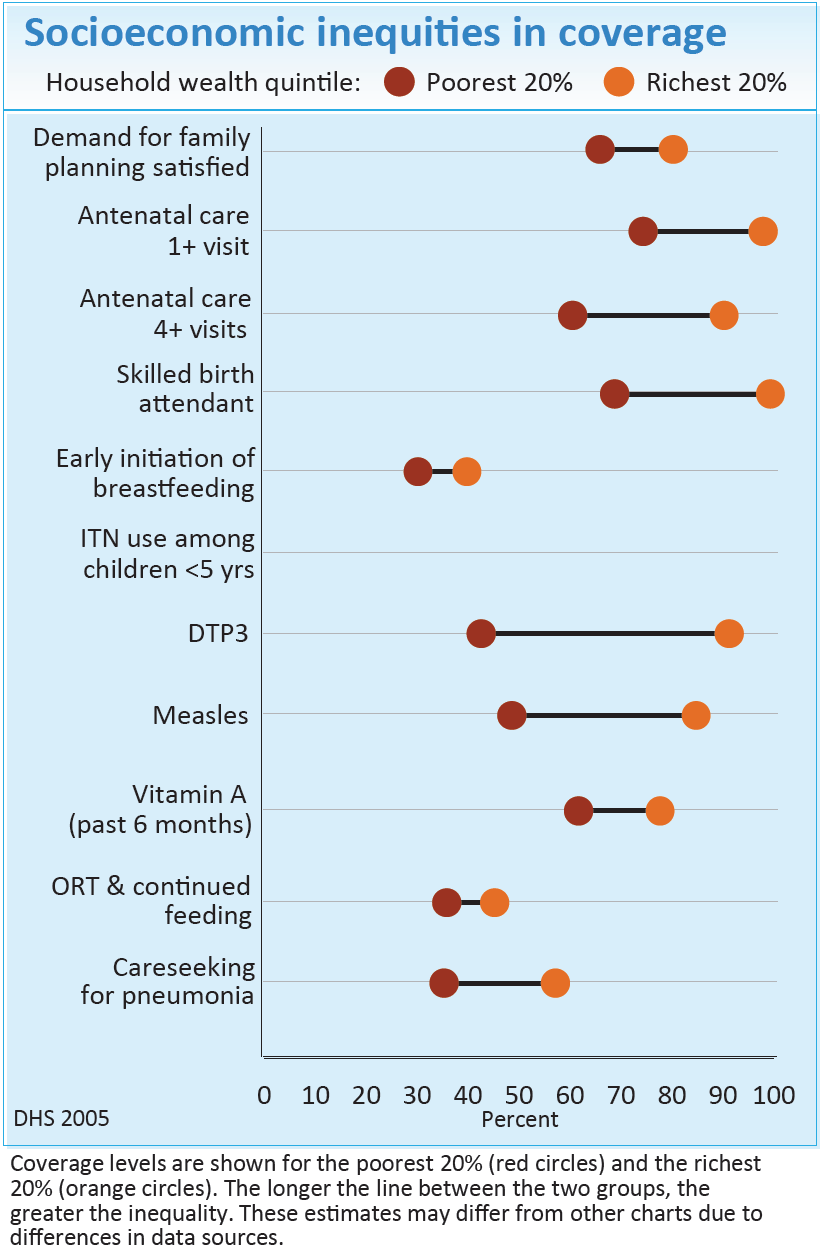 Socioeconomic inequities in coverage
Household wealth quintile: Poorest 20% Richest 20%
Demand for family
planning satisfied
Antenatal care
1+ visit
Antenatal care
4+ visits
Skilled birth
attendant
Early initiation of
breastfeeding
ITN use among
children <5 yrs
DTP3
Measles
Vitamin A
(past 6 months)
ORT & continued
feeding
Careseeking
for pneumonia
0 10 20 30 40 50 60 70 80 90 100
Percent
DHS 2005
Coverage levels are shown for the poorest 20% (red circles) and the richest
20% (orange circles). The longer the line between the two groups, the
greater the inequality. These estimates may differ from other charts due to
differences in data sources.